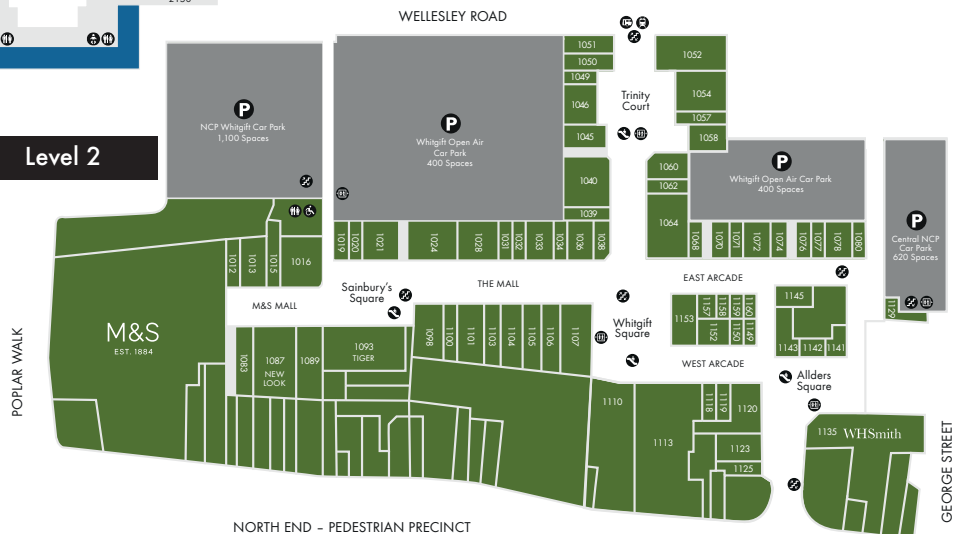 2150
WELLESLEY ROAD
1051
1050
1049
1046
1045
1040
1039
1052
1054
1057
1058
Trinity
Court
P
NCP Whitgift Car Park
1,100 Spaces
P
Whitgift Open Air
Car Park
400 Spaces
P
Whitgift Open Air Car Park
400 Spaces
P
Central NCP
Car Park
620 Spaces
Level 2
1060
1062
1064
1012
1013
1015
1016
1019
1020
1021
1024
1028
1031
1032
1033
1034
1036
1038
1068
1070
1071
1072
1074
1076
1077
1078
1080
M&S MALL
Sainbury's
Square
THE MALL
EAST ARCADE
1129
M&S
EST. 1884
POPLAR WALK
1083
1087
NEW
LOOK
1089
1093
TIGER
1098
1100
1101
1103
1104
1105
1106
1107
Whitgift
Square
1153
1157
1158
1159
1160
1152
1150
1149
1145
1143
1142
1141
WEST ARCADE
Allders
Square
1110
1113
1118
1119
1120
1123
1125
1135
WHSmith
GEORGE STREET
NORTH END – PEDESTRIAN PRECINCT